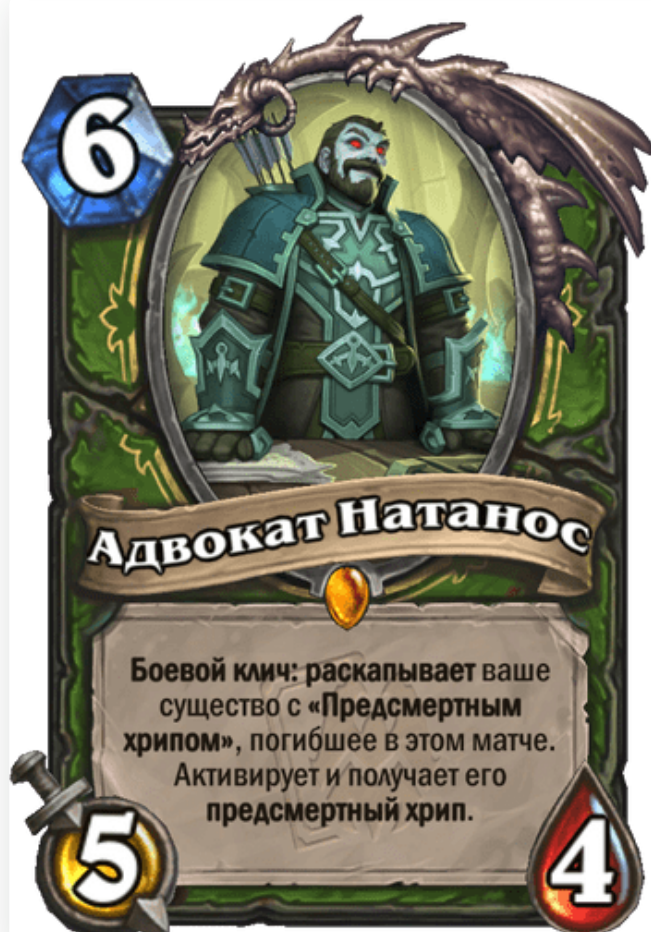 6
Адвокат Натанос
Боевой клич: раскапывает ваше
существо с «Предсмертным
хрипом», погибшее в этом матче.
Активирует и получает его
предсмертный хрип.
5
4